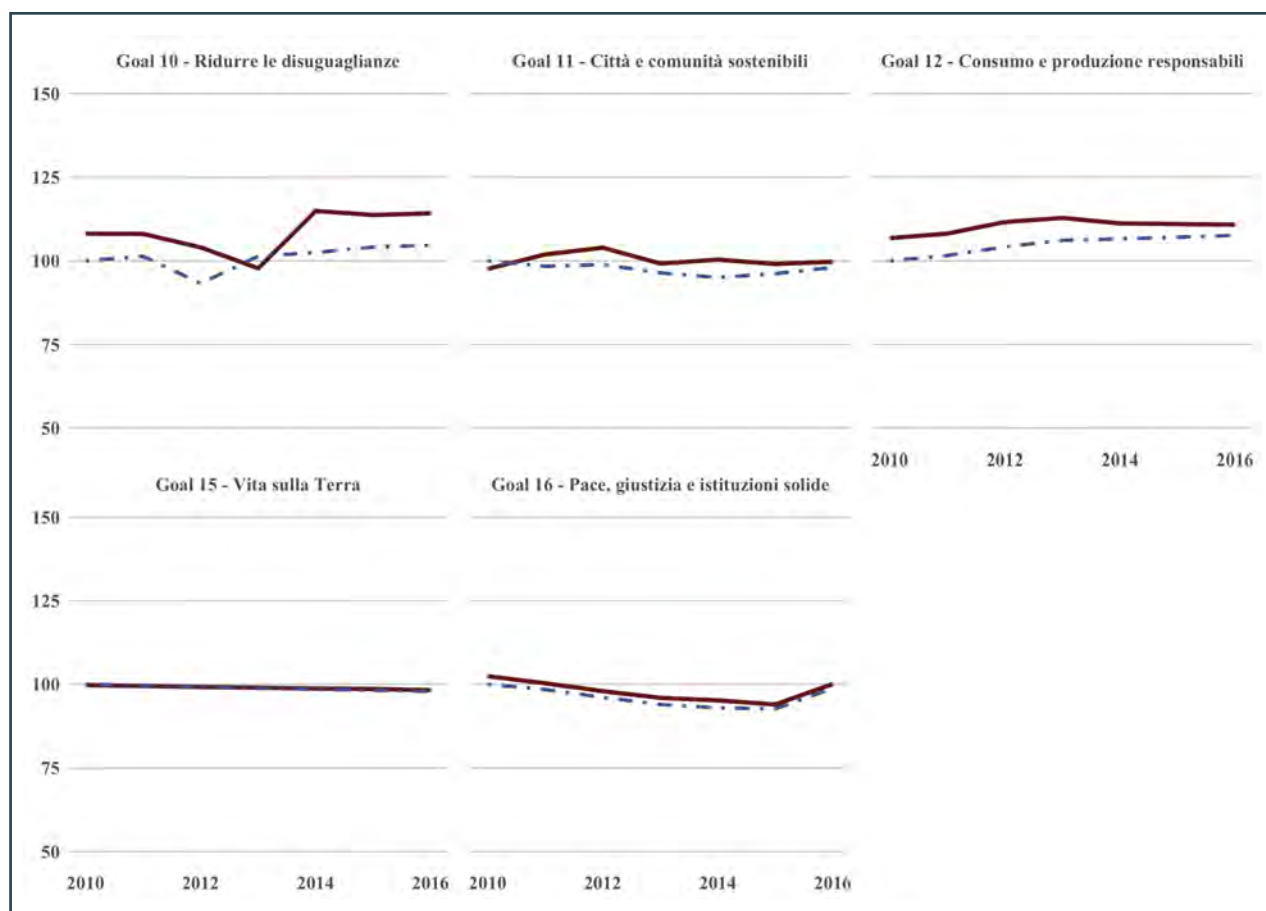 Goal 10 - Ridurre le disuguaglianze
Goal 11 - Città e comunità sostenibili
Goal 12 - Consumo e produzione responsabili
150
125
100
75
50
2010 2012 2014 2016
Goal 15 - Vita sulla Terra
Goal 16 - Pace, giustizia e istituzioni solide
150
125
100
75
50
2010 2012 2014 2016
2010 2012 2014 2016